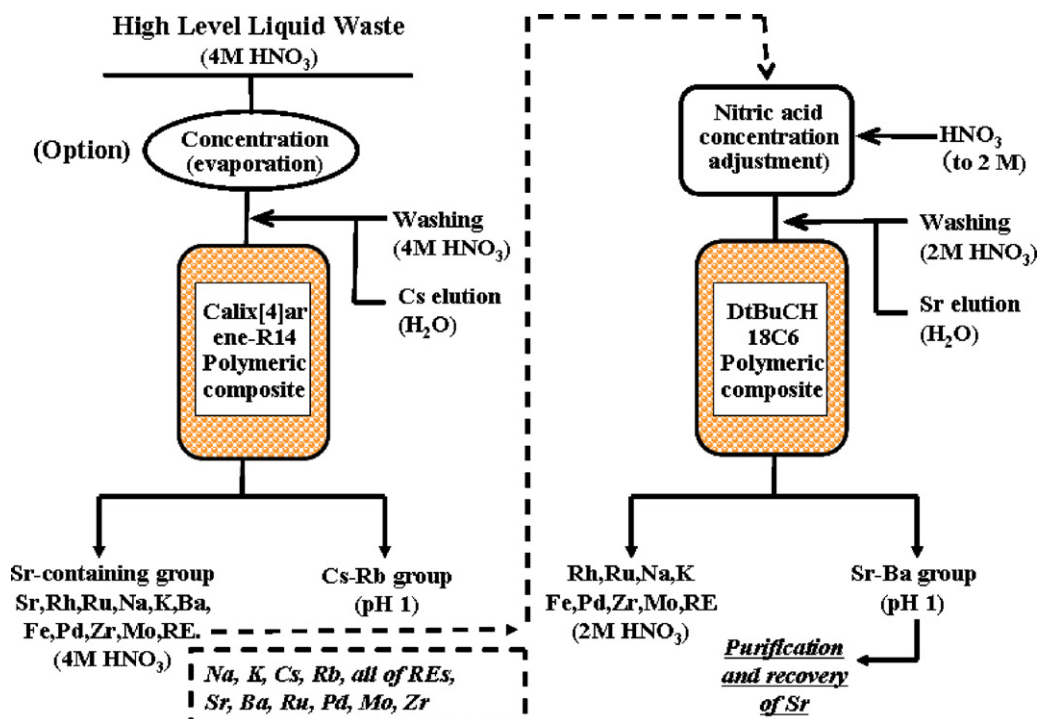 High Level Liquid Waste
(4M HNO₃)
(Option)
Concentration
(evaporation)
Washing
(4M HNO₃)
Cs elution
(H₂O)
Calix[4]ar
ene-R14
Polymeric
composite
Sr-containing group
Sr,Rh,Ru,Na,K,Ba,
Fe,Pd,Zr,Mo,RE.
(4M HNO₃)
Cs-Rb group
(pH 1)
Na, K, Cs, Rb, all of REs,
Sr, Ba, Ru, Pd, Mo, Zr
Nitric acid
concentration
adjustment)
HNO₃
(to 2 M)
Washing
(2M HNO₃)
Sr elution
(H₂O)
DtBuCH
18C6
Polymeric
composite
Rh,Ru,Na,K
Fe,Pd,Zr,Mo,RE
(2M HNO₃)
Sr-Ba group
(pH 1)
Purification
and recovery
of Sr